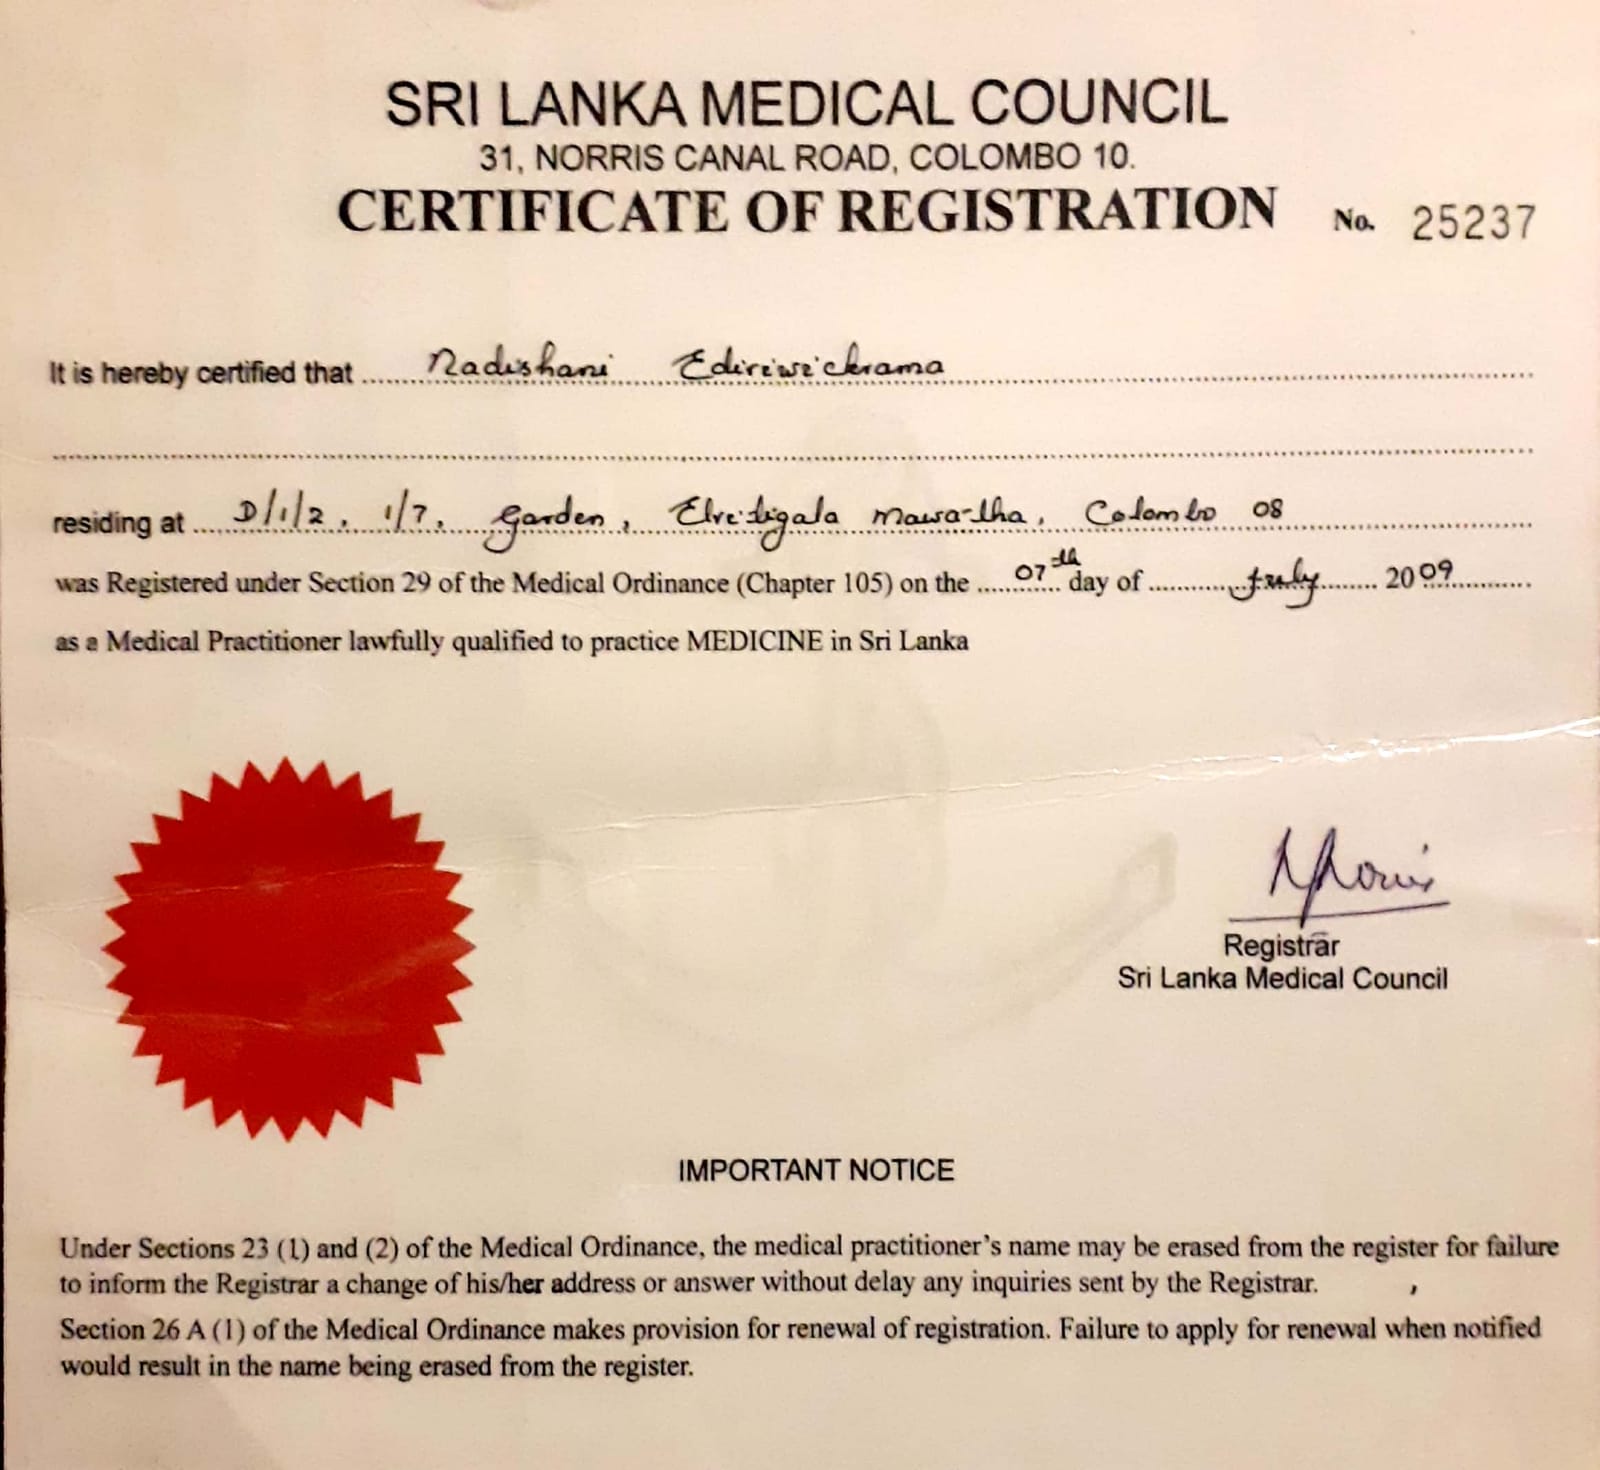 SRI LANKA MEDICAL COUNCIL
31, NORRIS CANAL ROAD, COLOMBO 10.
CERTIFICATE OF REGISTRATION No. 25237
It is hereby certified that Nadishani Ediriwickrama
residing at D/1/2, 1/7, Garden, Elvitigala Mawatha, Colombo 08
was Registered under Section 29 of the Medical Ordinance (Chapter 105) on the 07th day of July 2009
as a Medical Practitioner lawfully qualified to practice MEDICINE in Sri Lanka
Registrar
Sri Lanka Medical Council
IMPORTANT NOTICE
Under Sections 23 (1) and (2) of the Medical Ordinance, the medical practitioner's name may be erased from the register for failure
to inform the Registrar a change of his/her address or answer without delay any inquiries sent by the Registrar.
Section 26 A (1) of the Medical Ordinance makes provision for renewal of registration. Failure to apply for renewal when notified
would result in the name being erased from the register.